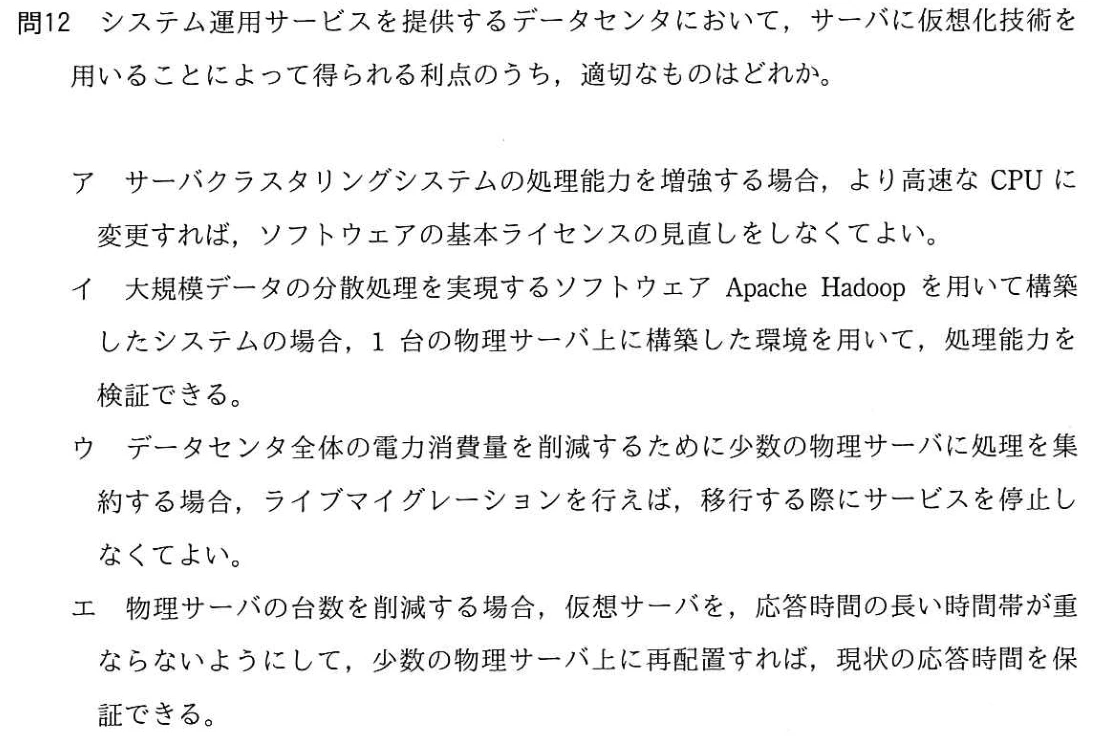 問12 システム運用サービスを提供するデータセンタにおいて，サーバに仮想化技術を
用いることによって得られる利点のうち，適切なものはどれか。
ア サーバクラスタリングシステムの処理能力を増強する場合，より高速な CPU に
変更すれば，ソフトウェアの基本ライセンスの見直しをしなくてよい。
イ 大規模データの分散処理を実現するソフトウェア Apache Hadoop を用いて構築
したシステムの場合，1 台の物理サーバ上に構築した環境を用いて，処理能力を
検証できる。
ウ データセンタ全体の電力消費量を削減するために少数の物理サーバに処理を集
約する場合，ライブマイグレーションを行えば，移行する際にサービスを停止し
なくてよい。
エ 物理サーバの台数を削減する場合，仮想サーバを，応答時間の長い時間帯が重
ならないようにして，少数の物理サーバ上に再配置すれば，現状の応答時間を保
証できる。